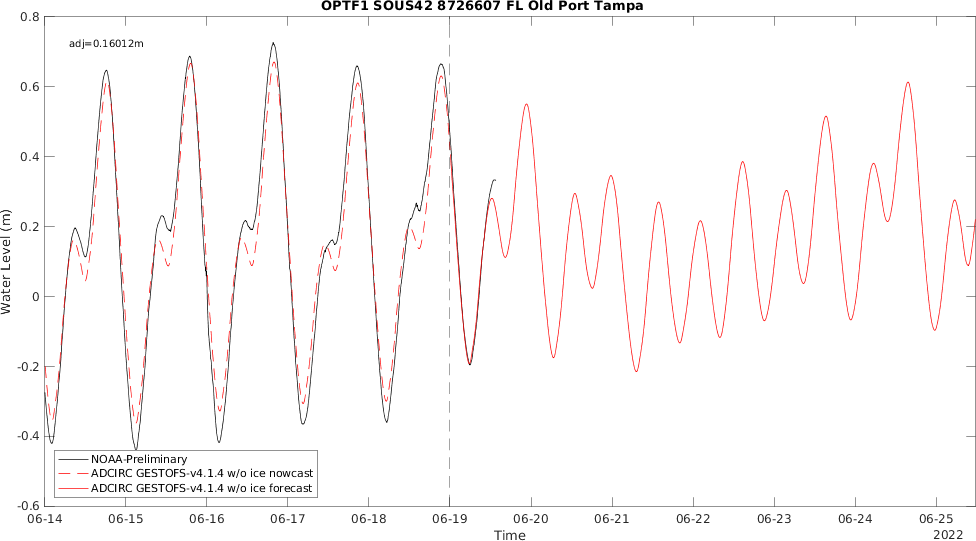 OPTF1 SOUS42 8726607 FL Old Port Tampa
adj=0.16012m
Water Level (m)
0.8
0.6
0.4
0.2
0
-0.2
-0.4
-0.6
NOAA-Preliminary
ADCIRC GESTOFS-v4.1.4 w/o ice nowcast
ADCIRC GESTOFS-v4.1.4 w/o ice forecast
06-14 06-15 06-16 06-17 06-18 06-19 06-20 06-21 06-22 06-23 06-24 06-25
Time
2022